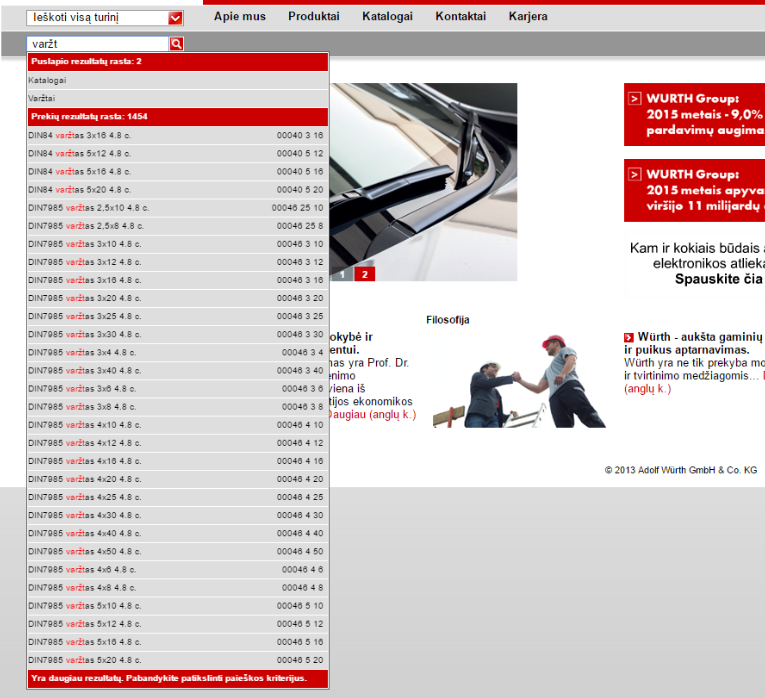 Ieškoti visą turinį
Apie mus Produktai Katalogai Kontaktai Karjera
varžt
Puslapio rezultatų rasta: 2
Katalogai
Varžtai
Prekių rezultatų rasta: 1454
DIN84 varžtas 3x16 4.8 c. 00040 3 16
DIN84 varžtas 5x12 4.8 c. 00040 5 12
DIN84 varžtas 5x16 4.8 c. 00040 5 16
DIN84 varžtas 5x20 4.8 c. 00040 5 20
DIN7985 varžtas 2,5x10 4.8 c. 00046 25 10
DIN7985 varžtas 2,5x8 4.8 c. 00046 25 8
DIN7985 varžtas 3x10 4.8 c. 00046 3 10
DIN7985 varžtas 3x12 4.8 c. 00046 3 12
DIN7985 varžtas 3x16 4.8 c. 00046 3 16
DIN7985 varžtas 3x20 4.8 c. 00046 3 20
DIN7985 varžtas 3x25 4.8 c. 00046 3 25
DIN7985 varžtas 3x30 4.8 c. 00046 3 30
DIN7985 varžtas 3x4 4.8 c. 00046 3 4
DIN7985 varžtas 3x40 4.8 c. 00046 3 40
DIN7985 varžtas 3x6 4.8 c. 00046 3 6
DIN7985 varžtas 3x8 4.8 c. 00046 3 8
DIN7985 varžtas 4x10 4.8 c. 00046 4 10
DIN7985 varžtas 4x12 4.8 c. 00046 4 12
DIN7985 varžtas 4x16 4.8 c. 00046 4 16
DIN7985 varžtas 4x20 4.8 c. 00046 4 20
DIN7985 varžtas 4x25 4.8 c. 00046 4 25
DIN7985 varžtas 4x30 4.8 c. 00046 4 30
DIN7985 varžtas 4x40 4.8 c. 00046 4 40
DIN7985 varžtas 4x50 4.8 c. 00046 4 50
DIN7985 varžtas 4x6 4.8 c. 00046 4 6
DIN7985 varžtas 4x8 4.8 c. 00046 4 8
DIN7985 varžtas 5x10 4.8 c. 00046 5 10
DIN7985 varžtas 5x12 4.8 c. 00046 5 12
DIN7985 varžtas 5x16 4.8 c. 00046 5 16
DIN7985 varžtas 5x20 4.8 c. 00046 5 20
Yra daugiau rezultatų. Pabandykite patikslinti paieškos kriterijus.
1 2
okybė ir
entui.
nas yra Prof. Dr.
enimo
viena iš
tijos ekonomikos
Daugiau (anglų k.)
Filosofija
WURTH Group:
2015 metais - 9,0%
pardavimų augima
WURTH Group:
2015 metais apyva
viršijo 11 milijardų
Kam ir kokiais būdais
elektronikos atliek
Spauskite čia
Würth - aukšta gaminių
ir puikus aptarnavimas.
Würth yra ne tik prekyba mo
ir tvirtinimo medžiagomis...
(anglų k.)
© 2013 Adolf Würth GmbH & Co. KG